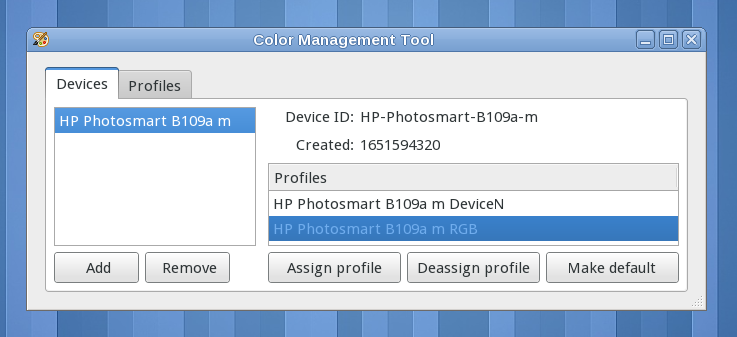 Color Management Tool
Devices
Profiles
HP Photosmart B109a m
Device ID: HP-Photosmart-B109a-m
Created: 1651594320
Profiles
HP Photosmart B109a m DeviceN
HP Photosmart B109a m RGB
Add
Remove
Assign profile
Deassign profile
Make default